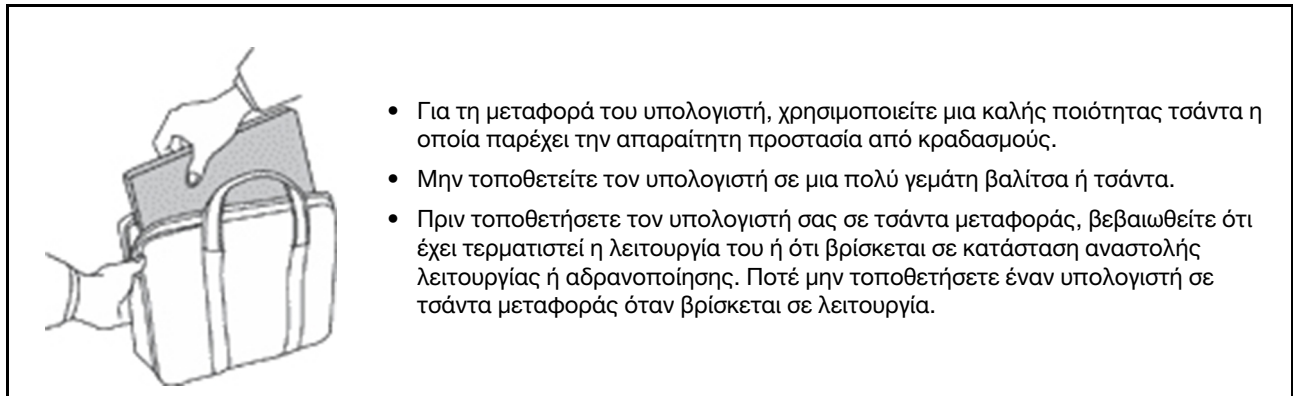 • Για τη μεταφορά του υπολογιστή, χρησιμοποιείτε μια καλής ποιότητας τσάντα η
οποία παρέχει την απαραίτητη προστασία από κραδασμούς.
• Μην τοποθετείτε τον υπολογιστή σε μια πολύ γεμάτη βαλίτσα ή τσάντα.
• Πριν τοποθετήσετε τον υπολογιστή σας σε τσάντα μεταφοράς, βεβαιωθείτε ότι
έχει τερματιστεί η λειτουργία του ή ότι βρίσκεται σε κατάσταση αναστολής
λειτουργίας ή αδρανοποίησης. Ποτέ μην τοποθετήσετε έναν υπολογιστή σε
τσάντα μεταφοράς όταν βρίσκεται σε λειτουργία.